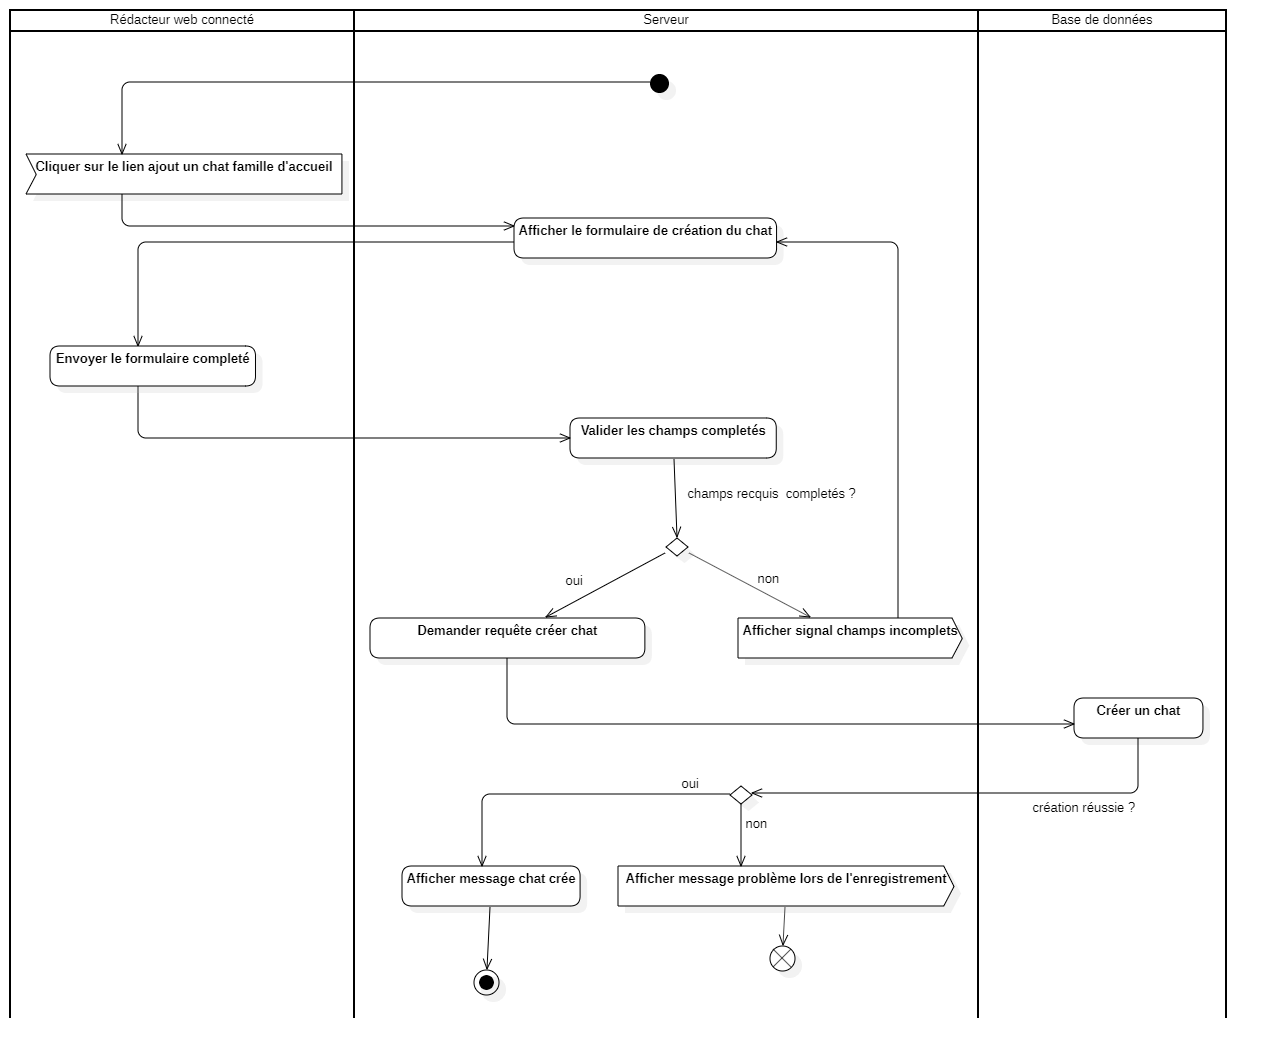 Rédacteur web connecté
Serveur
Base de données
Cliquer sur le lien ajout un chat famille d'accueil
Afficher le formulaire de création du chat
Envoyer le formulaire completé
Valider les champs completés
champs recquis  completés ?
oui
non
Demander requête créer chat
Afficher signal champs incomplets
Créer un chat
oui
création réussie ?
non
Afficher message chat crée
Afficher message problème lors de l'enregistrement